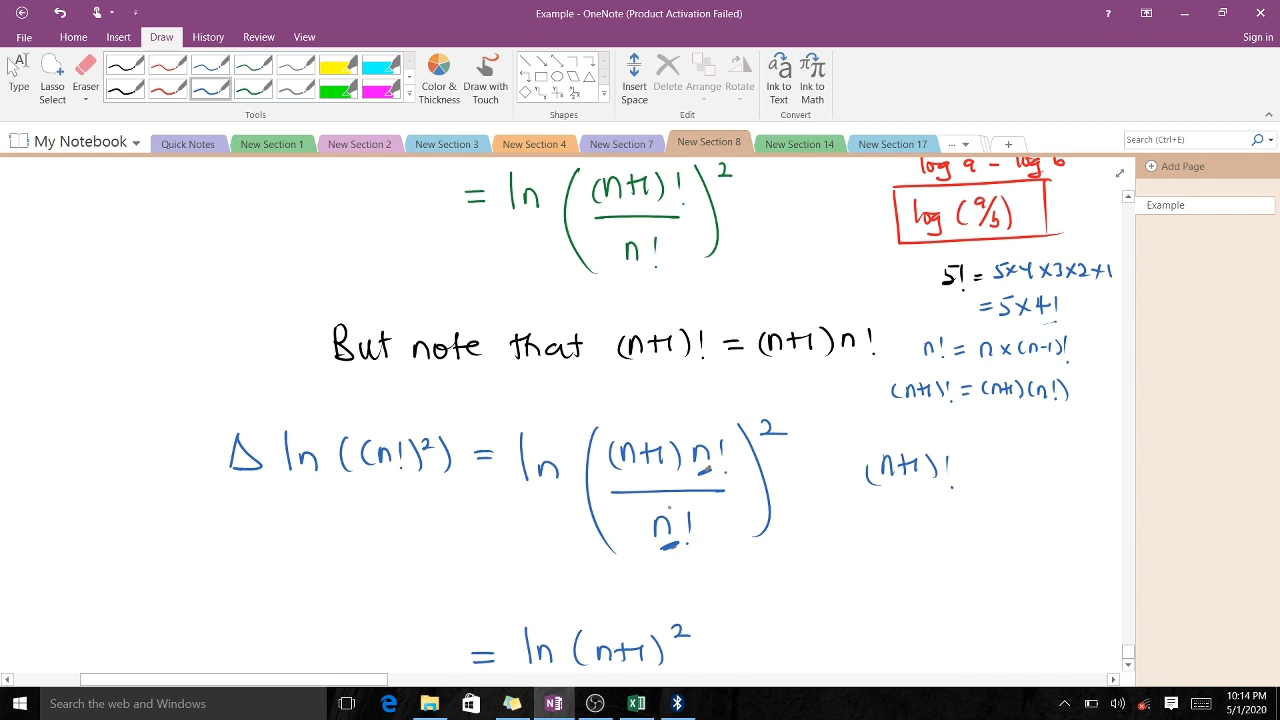 Example - OneNote (Product Activation Failed)
File Home Insert Draw History Review View Sign in
Type
Lasso Select
Eraser
Color & Thickness
Draw with Touch
Insert Space
Delete
Arrange
Rotate
Ink to Text
Ink to Math
Tools Shapes Edit Convert
My Notebook Quick Notes New Section 1 New Section 2 New Section 3 New Section 4 New Section 7 New Section 8 New Section 14 New Section 17 ... Search (Ctrl+E)
Add Page
Example
log a - log b
= ln ((n+1)! / n!)²
log (a/b)
5! = 5×4×3×2×1
= 5×4!
But note that (n+1)! = (n+1)n!
n! = n×(n-1)!
(n+1)! = (n+1)(n!)
Δ ln ((n!)²) = ln ((n+1) n! / n!)²
(n+1)!
= ln (n+1)²
Search the web and Windows
10:14 PM
5/1/2020